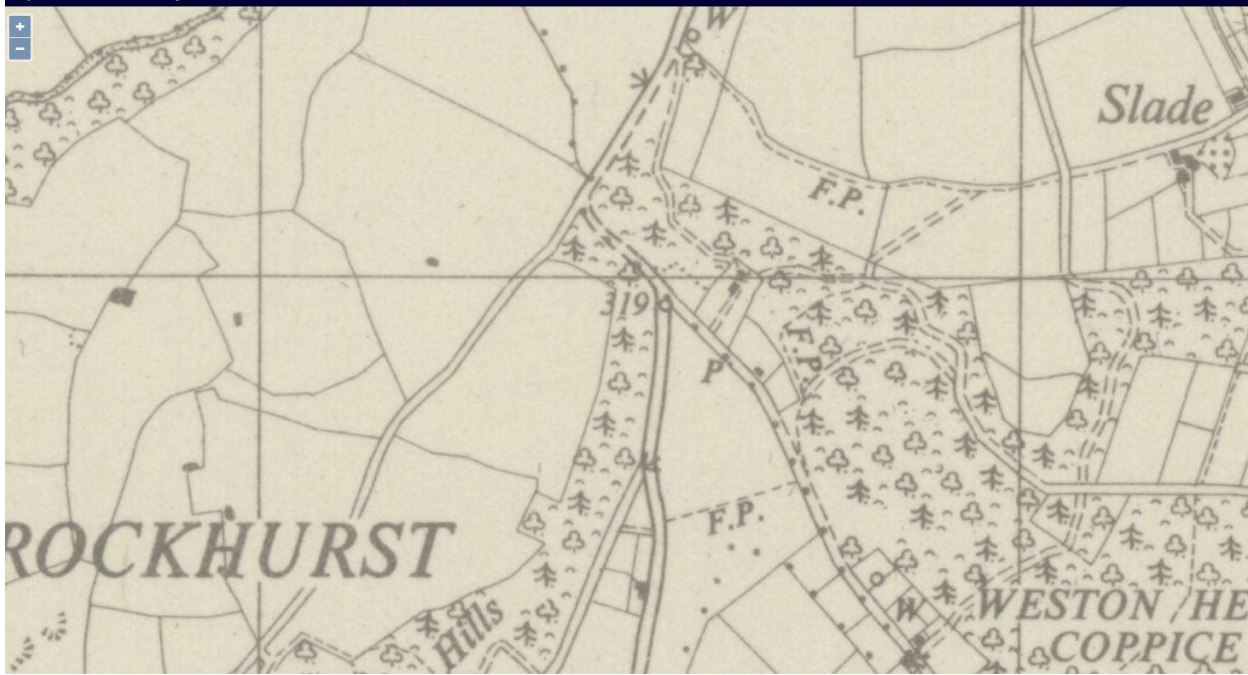 W
Slade
F.P.
319
F.P.
P
ROCKHURST
F.P.
Hills
W
WESTON HE
COPPICE